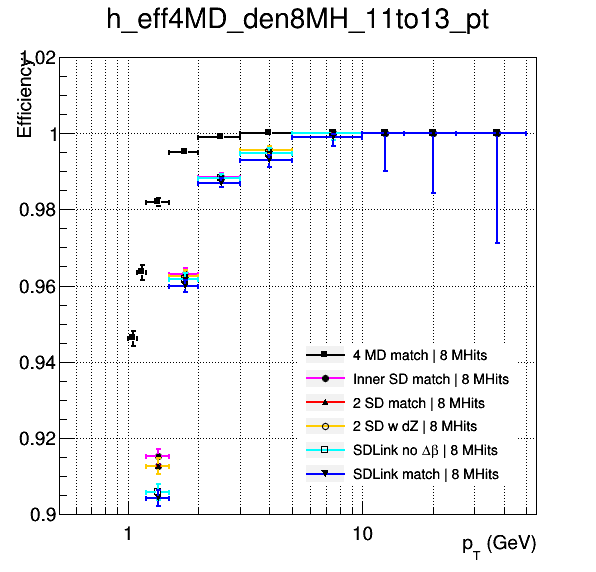 h_eff4MD_den8MH_11to13_pt
Efficiency
1.02
1
0.98
0.96
0.94
0.92
0.9
4 MD match | 8 MHits
Inner SD match | 8 MHits
2 SD match | 8 MHits
2 SD w dZ | 8 MHits
SDLink no Δβ | 8 MHits
SDLink match | 8 MHits
1
10
p_T (GeV)